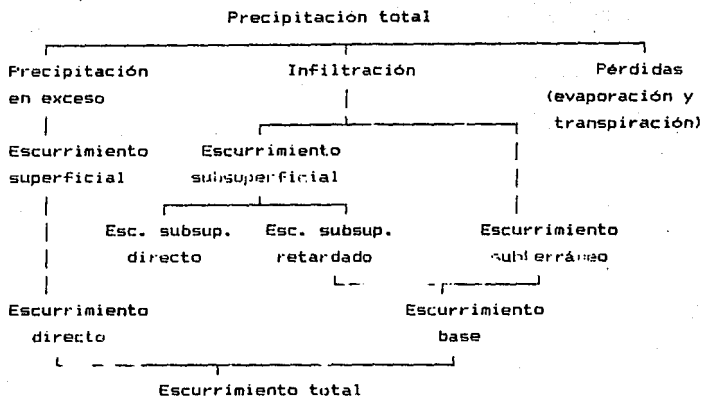 Precipitación total
Precipitación Infiltración Pérdidas
en exceso (evaporación y
transpiración)
Escurrimiento Escurrimiento
superficial subsuperficial
Esc. subsup. Esc. subsup. Escurrimiento
directo retardado subterráneo
Escurrimiento Escurrimiento
directo base
Escurrimiento total